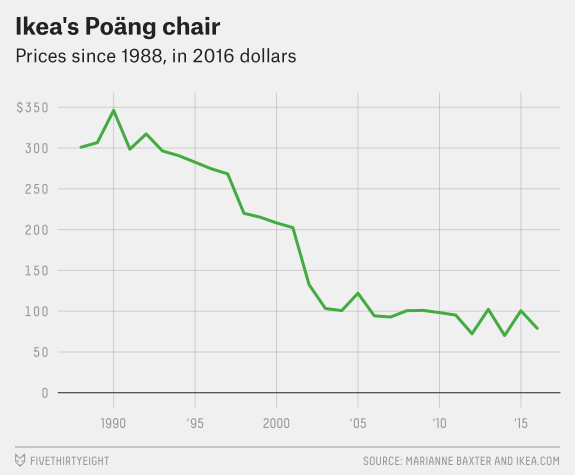 Ikea's Poäng chair
Prices since 1988, in 2016 dollars
$350
300
250
200
150
100
50
0
1990 '95 2000 '05 '10 '15
FIVETHIRTYEIGHT SOURCE: MARIANNE BAXTER AND IKEA.COM